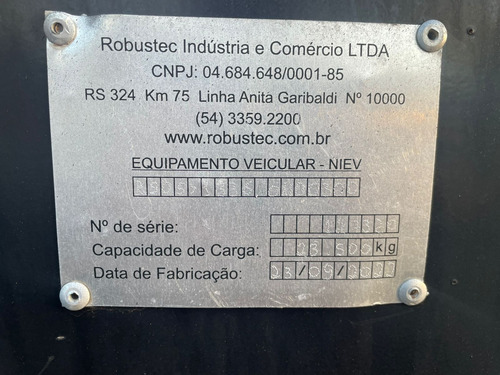 Robustec Indústria e Comércio LTDA
CNPJ: 04.684.648/0001-85
RS 324 Km 75 Linha Anita Garibaldi Nº 10000
(54) 3359.2200
www.robustec.com.br
EQUIPAMENTO VEICULAR - NIEV
Nº de série:
Capacidade de Carga: kg
Data de Fabricação: